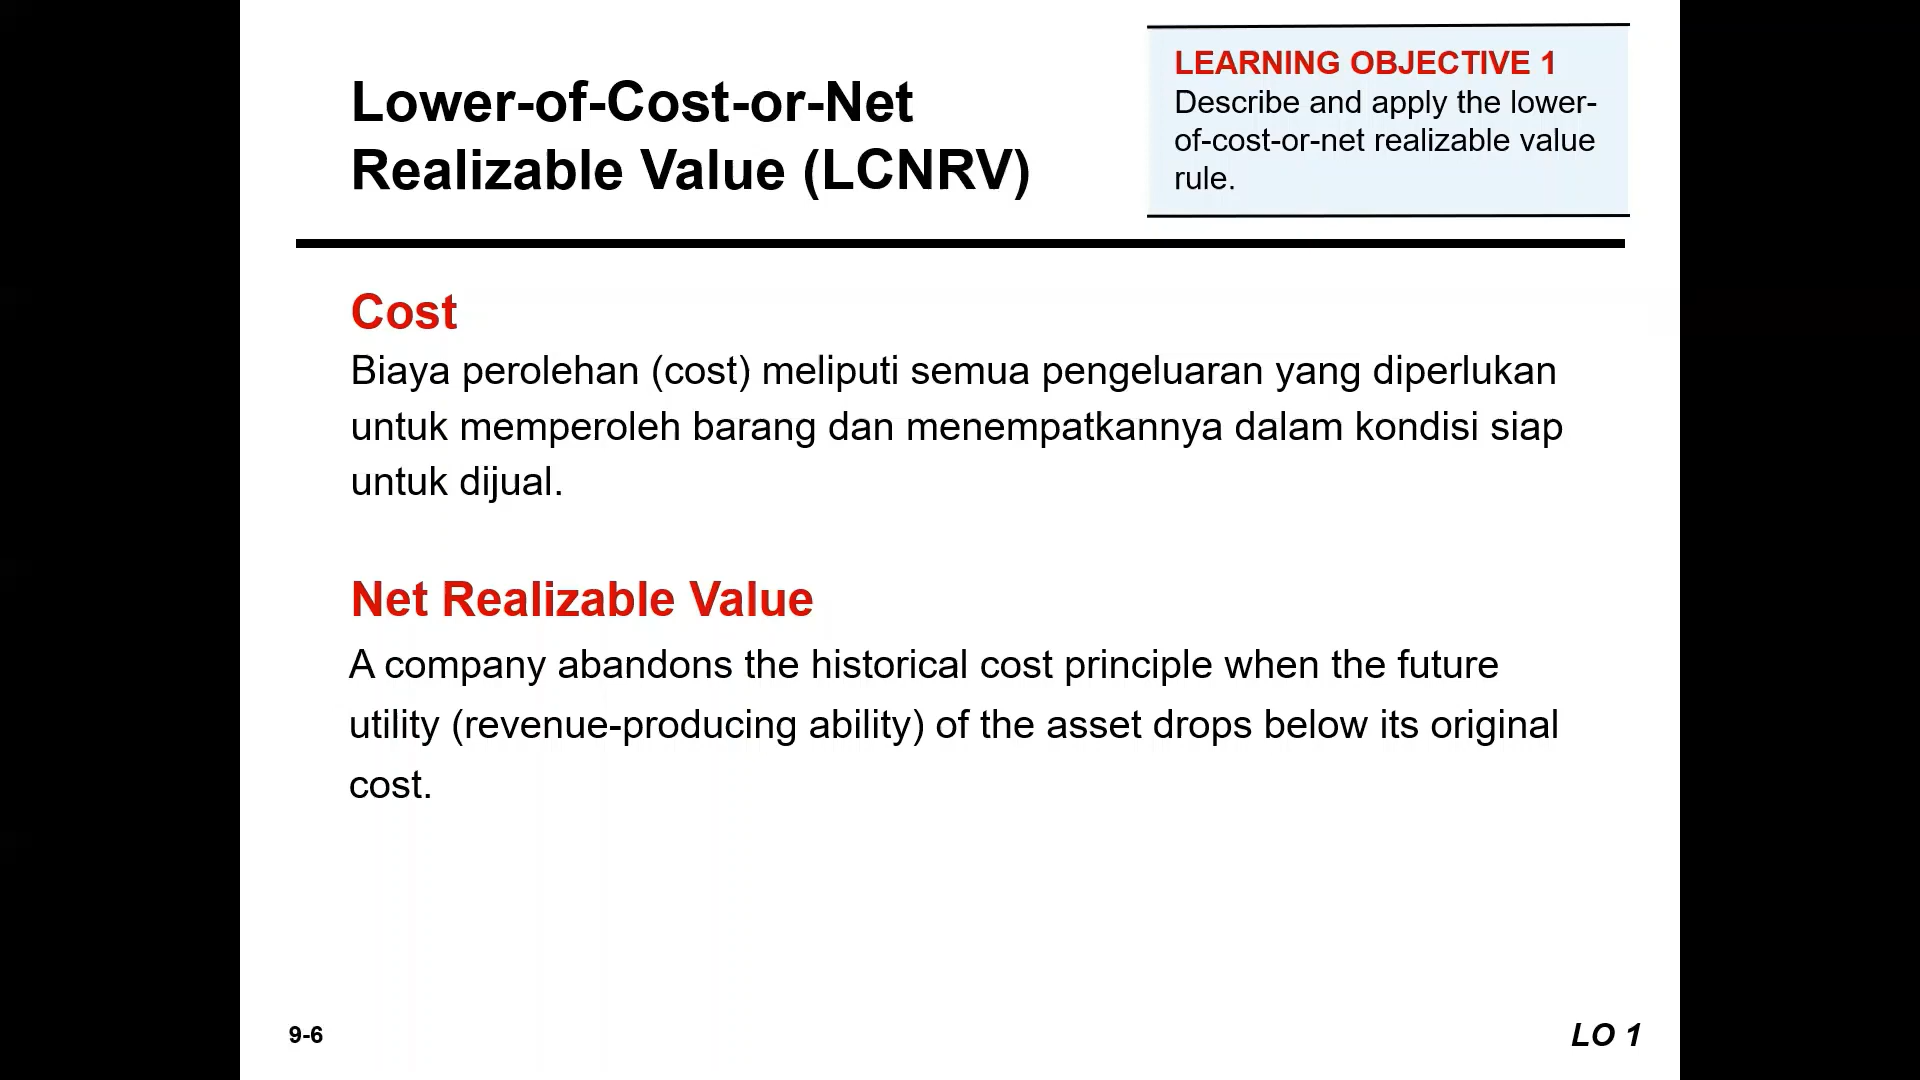 Lower-of-Cost-or-Net
Realizable Value (LCNRV)
LEARNING OBJECTIVE 1
Describe and apply the lower-
of-cost-or-net realizable value
rule.
Cost
Biaya perolehan (cost) meliputi semua pengeluaran yang diperlukan
untuk memperoleh barang dan menempatkannya dalam kondisi siap
untuk dijual.
Net Realizable Value
A company abandons the historical cost principle when the future
utility (revenue-producing ability) of the asset drops below its original
cost.
9-6
LO 1